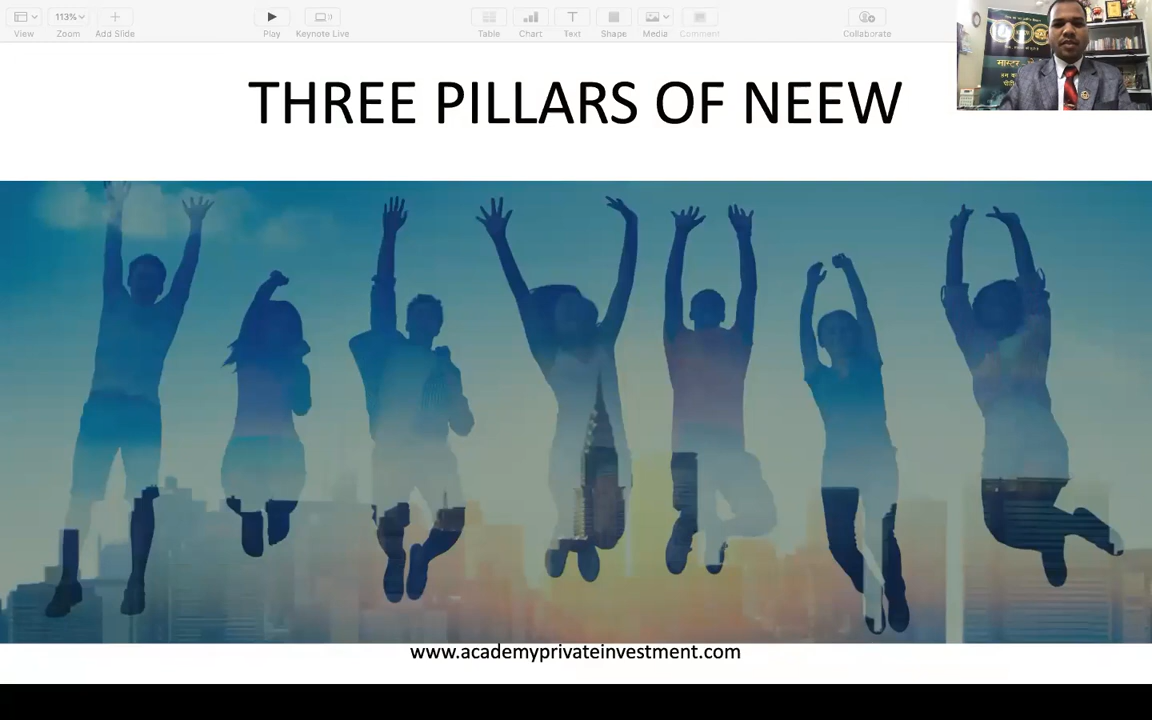 113%
View
Zoom
Add Slide
Play
Keynote Live
Table
Chart
Text
Shape
Media
Comment
Collaborate
THREE PILLARS OF NEEW
www.academyprivateinvestment.com